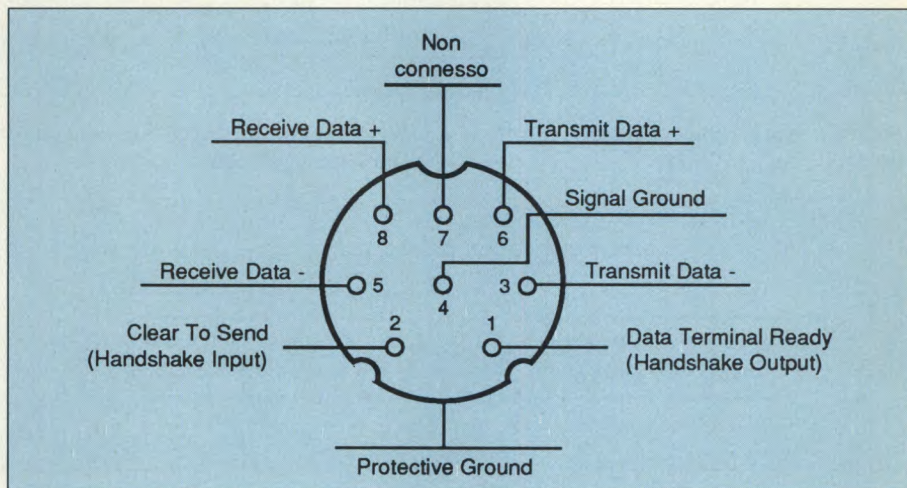 Non
connesso
Receive Data +
Transmit Data +
Signal Ground
8
7
6
Receive Data -
5
4
3
Transmit Data -
Clear To Send
(Handshake Input)
2
1
Data Terminal Ready
(Handshake Output)
Protective Ground